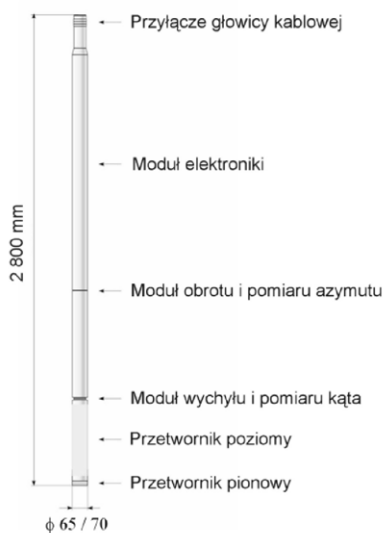 Przyłącze głowicy kablowej
Moduł elektroniki
2 800 mm
Moduł obrotu i pomiaru azymutu
Moduł wychyłu i pomiaru kąta
Przetwornik poziomy
Przetwornik pionowy
ϕ 65 / 70